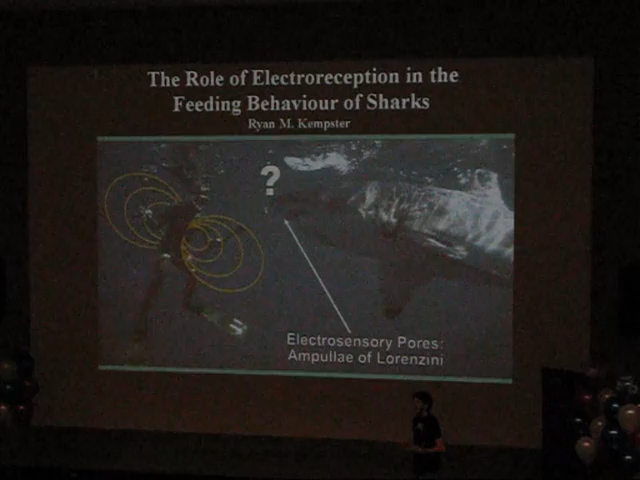 The Role of Electroreception in the
Feeding Behaviour of Sharks
Ryan M. Kempster
?
Electrosensory Pores:
Ampullae of Lorenzini